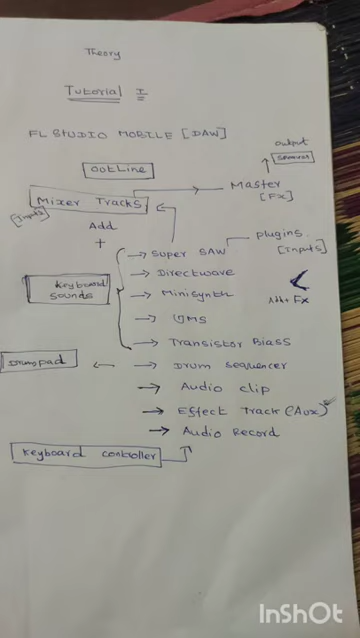 Theory
Tutorial I
FL STUDIO MOBILE [DAW]
output
OUTLine
Master
[FX]
Mixer Tracks
[Inputs]
Add
+
plugins
[Inputs]
Super SAW
Directwave
Keyboard
Sounds
Minisynth
Add+ FX
GMS
Transistor Biass
Drumpad
Drum Sequencer
Audio clip
Effect Track (Aux)
Audio Record
Keyboard controller
InShOt